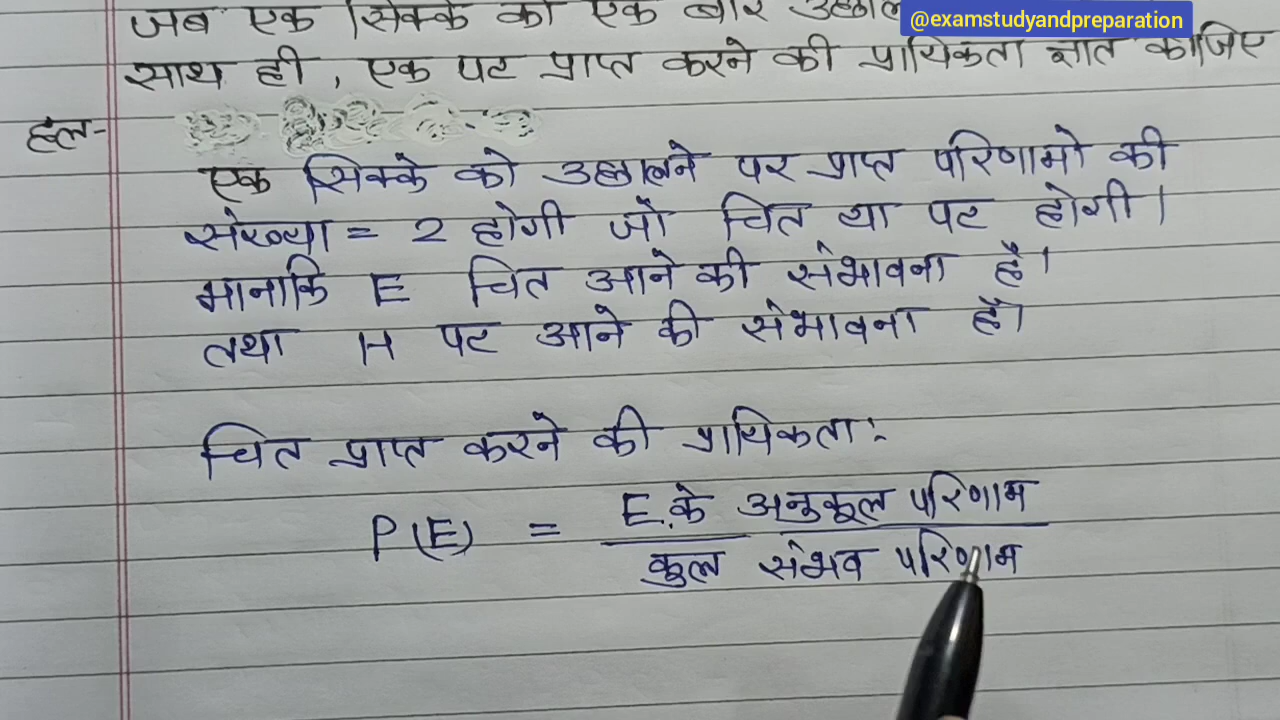 जब एक सिक्के को एक बार उछाल
@examstudyandpreparation
साथ ही, एक पट प्राप्त करने की प्रायिकता ज्ञात कीजिए
हल-
एक सिक्के को उछालने पर प्राप्त परिणामो की
संख्या = 2 होगी जो चित या पट होगी।
मानाकि E चित आने की संभावना है।
तथा H पट आने की संभावना है।
चित प्राप्त करने की प्रायिकता:
P(E) = E.के अनुकूल परिणाम
कुल संभव परिणाम